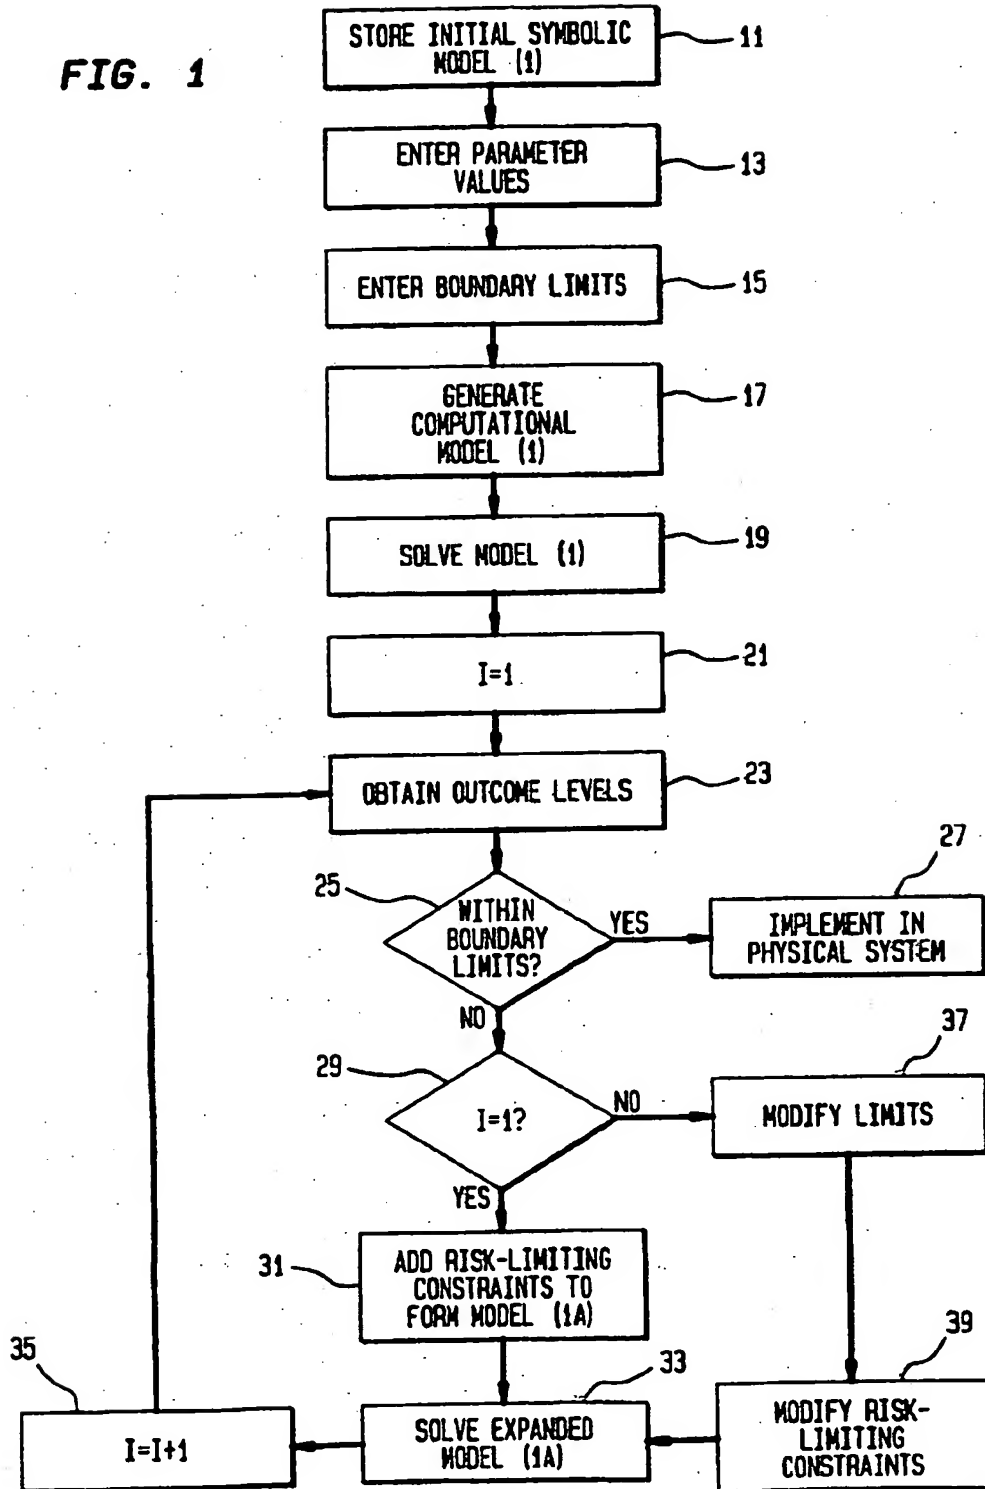 FIG. 1
STORE INITIAL SYMBOLIC
MODEL (1)
11
ENTER PARAMETER
VALUES
13
ENTER BOUNDARY LIMITS
15
GENERATE
COMPUTATIONAL
MODEL (1)
17
SOLVE MODEL (1)
19
I=1
21
OBTAIN OUTCOME LEVELS
23
25
WITHIN
BOUNDARY
LIMITS?
YES
27
IMPLEMENT IN
PHYSICAL SYSTEM
NO
29
I=1?
NO
37
MODIFY LIMITS
YES
31
ADD RISK-LIMITING
CONSTRAINTS TO
FORM MODEL (1A)
35
I=I+1
33
SOLVE EXPANDED
MODEL (1A)
39
MODIFY RISK-
LIMITING
CONSTRAINTS